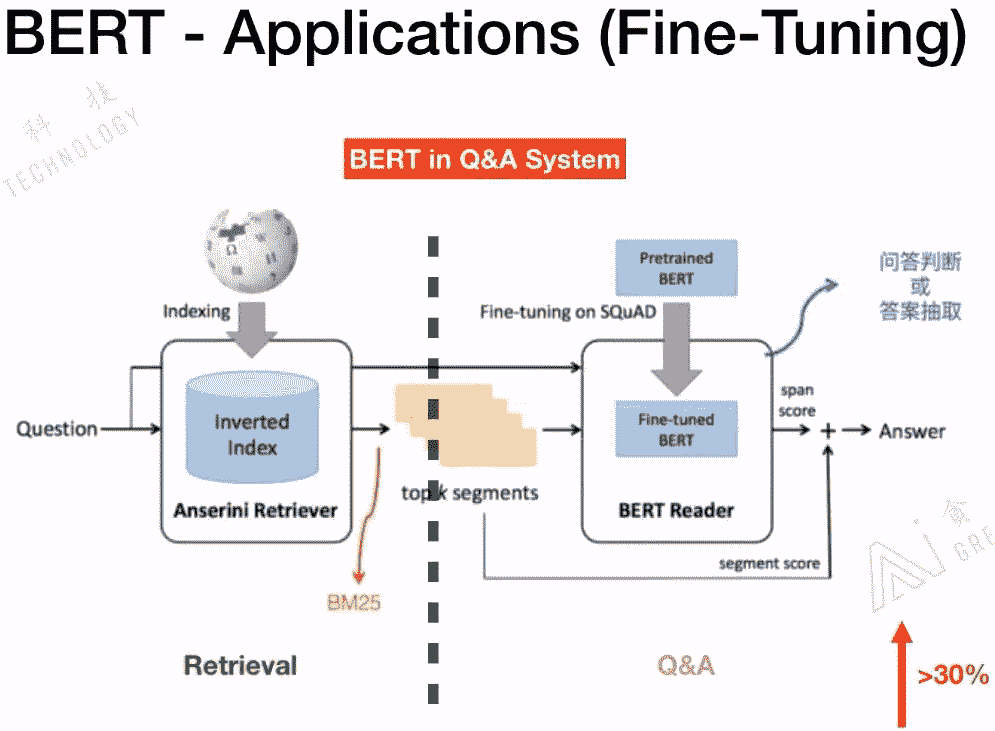 BERT - Applications (Fine-Tuning)
科 技
TECHNOLOGY
BERT in Q&A System
Ω
Indexing
Pretrained
BERT
Fine-tuning on SQuAD
问答判断
或
答案抽取
Question
Inverted
Index
Anserini Retriever
top k segments
Fine-tuned
BERT
BERT Reader
span
score
+
Answer
segment score
BM25
Retrieval
Q&A
Ai
GRE
>30%